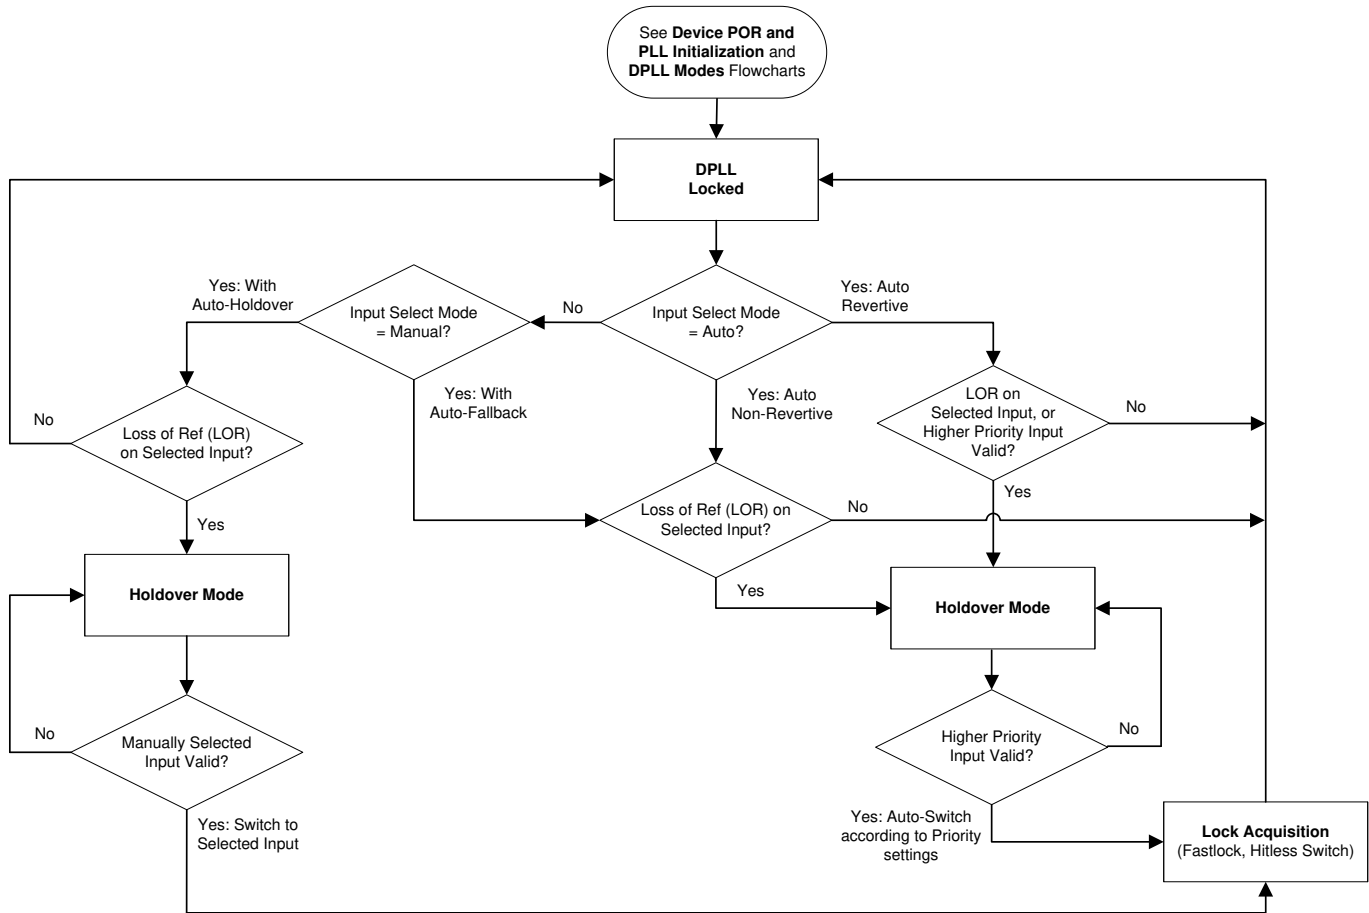 See Device POR and
PLL Initialization and
DPLL Modes Flowcharts
DPLL
Locked
Yes: With
Auto-Holdover
Input Select Mode
= Manual?
No
Input Select Mode
= Auto?
Yes: Auto
Revertive
Yes: With
Auto-Fallback
Yes: Auto
Non-Revertive
LOR on
Selected Input, or
Higher Priority Input
Valid?
No
No
Loss of Ref (LOR)
on Selected Input?
Yes
Loss of Ref (LOR) on
Selected Input?
No
Yes
Yes
Holdover Mode
Holdover Mode
No
Manually Selected
Input Valid?
Higher Priority
Input Valid?
No
Yes: Switch to
Selected Input
Yes: Auto-Switch
according to Priority
settings
Lock Acquisition
(Fastlock, Hitless Switch)